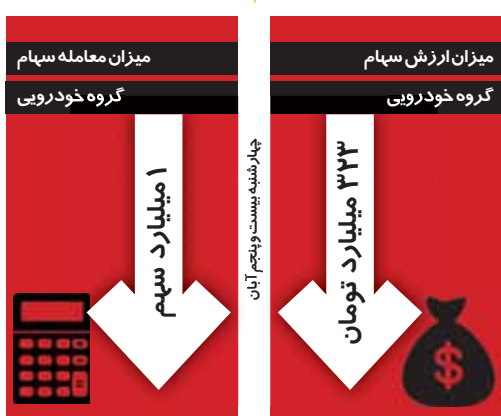 میزان ارزش سهام
گروه خودرویی
۳۲۳ میلیارد تومان
$
چهارشنبه بیست و پنجم آبان
میزان معامله سهام
گروه خودرویی
۱ میلیارد سهم